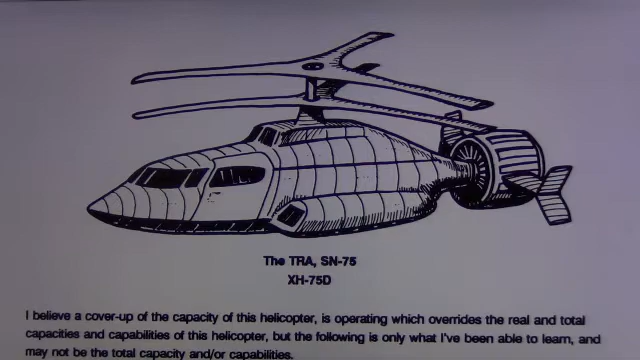 The TRA, SN-75
XH-75D
I believe a cover-up of the capacity of this helicopter, is operating which overrides the real and total
capacities and capabilities of this helicopter, but the following is only what I've been able to learn, and
may not be the total capacity and/or capabilities.